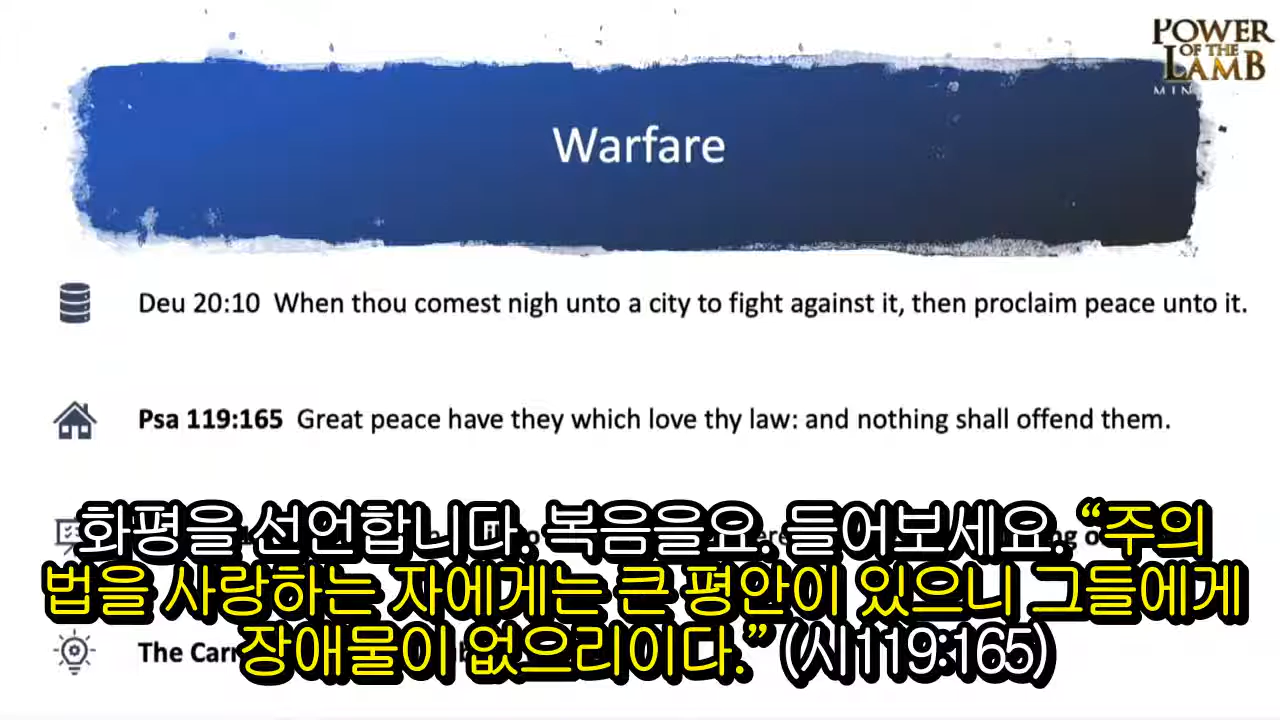 POWER
OF THE
LAMB
Warfare
Deu 20:10 When thou comest nigh unto a city to fight against it, then proclaim peace unto it.
Psa 119:165 Great peace have they which love thy law: and nothing shall offend them.
화평을 선언합니다. 복음을요. 들어보세요. “주의
법을 사랑하는 자에게는 큰 평안이 있으니 그들에게
장애물이 없으리이다.” (시119:165)
The